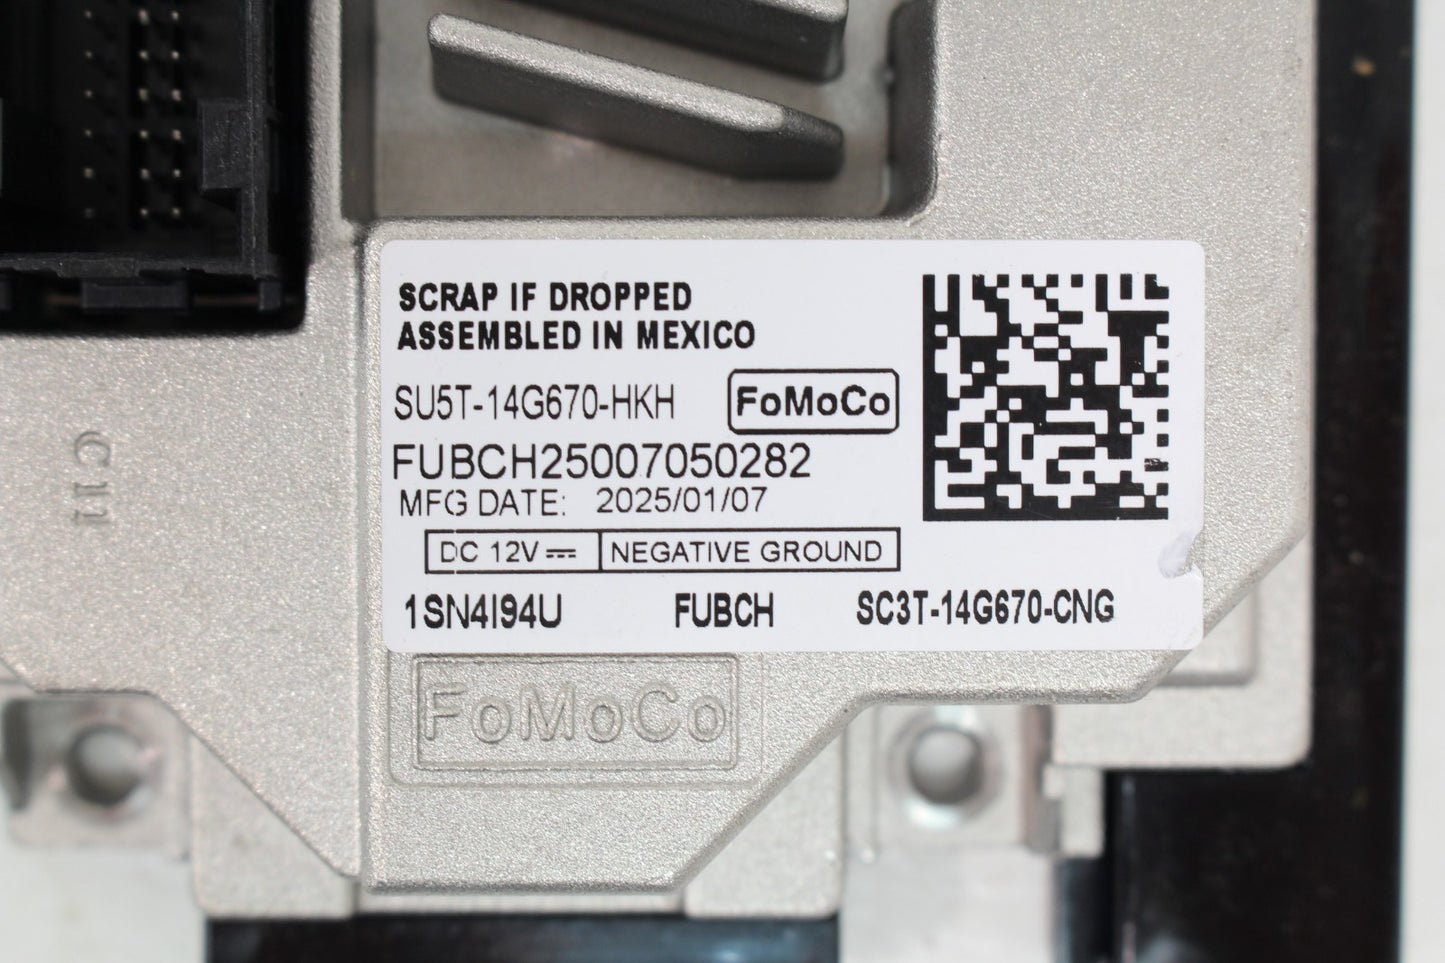 SCRAP IF DROPPED
ASSEMBLED IN MEXICO
SU5T-14G670-HKH FoMoCo
FUBCH25007050282
MFG DATE: 2025/01/07
DC 12V⎓ NEGATIVE GROUND
1SN4I94U FUBCH SC3T-14G670-CNG
FoMoCo